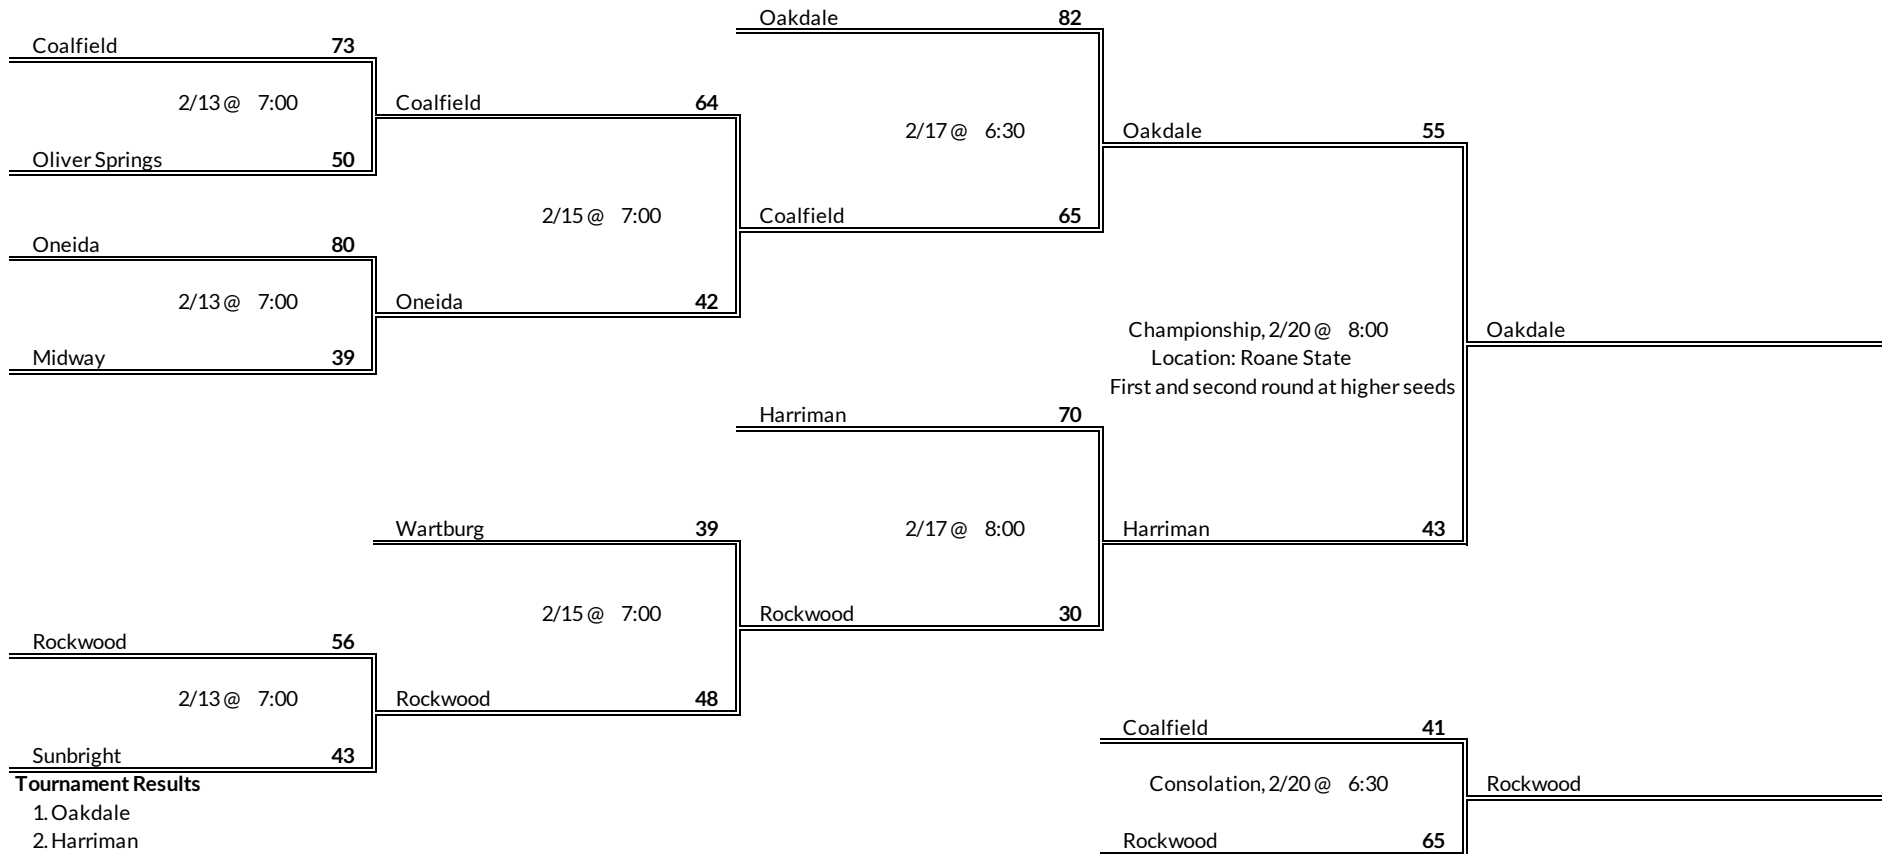 Oakdale 82
Coalfield 73
2/13 @ 7:00
Coalfield 64
2/17 @ 6:30
Oakdale 55
Oliver Springs 50
2/15 @ 7:00
Coalfield 65
Oneida 80
2/13 @ 7:00
Oneida 42
Championship, 2/20 @ 8:00
Oakdale
Midway 39
Location: Roane State
First and second round at higher seeds
Harriman 70
Wartburg 39
2/17 @ 8:00
Harriman 43
2/15 @ 7:00
Rockwood 30
Rockwood 56
2/13 @ 7:00
Rockwood 48
Coalfield 41
Sunbright 43
Tournament Results
Consolation, 2/20 @ 6:30
Rockwood
1. Oakdale
2. Harriman
Rockwood 65